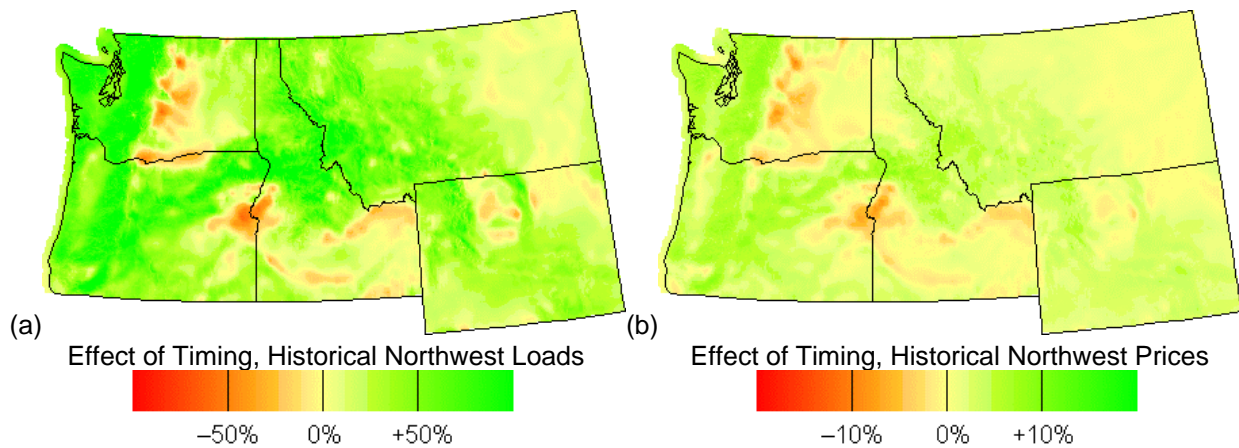 (a)
(b)
Effect of Timing, Historical Northwest Loads
Effect of Timing, Historical Northwest Prices
–50% 0% +50%
–10% 0% +10%